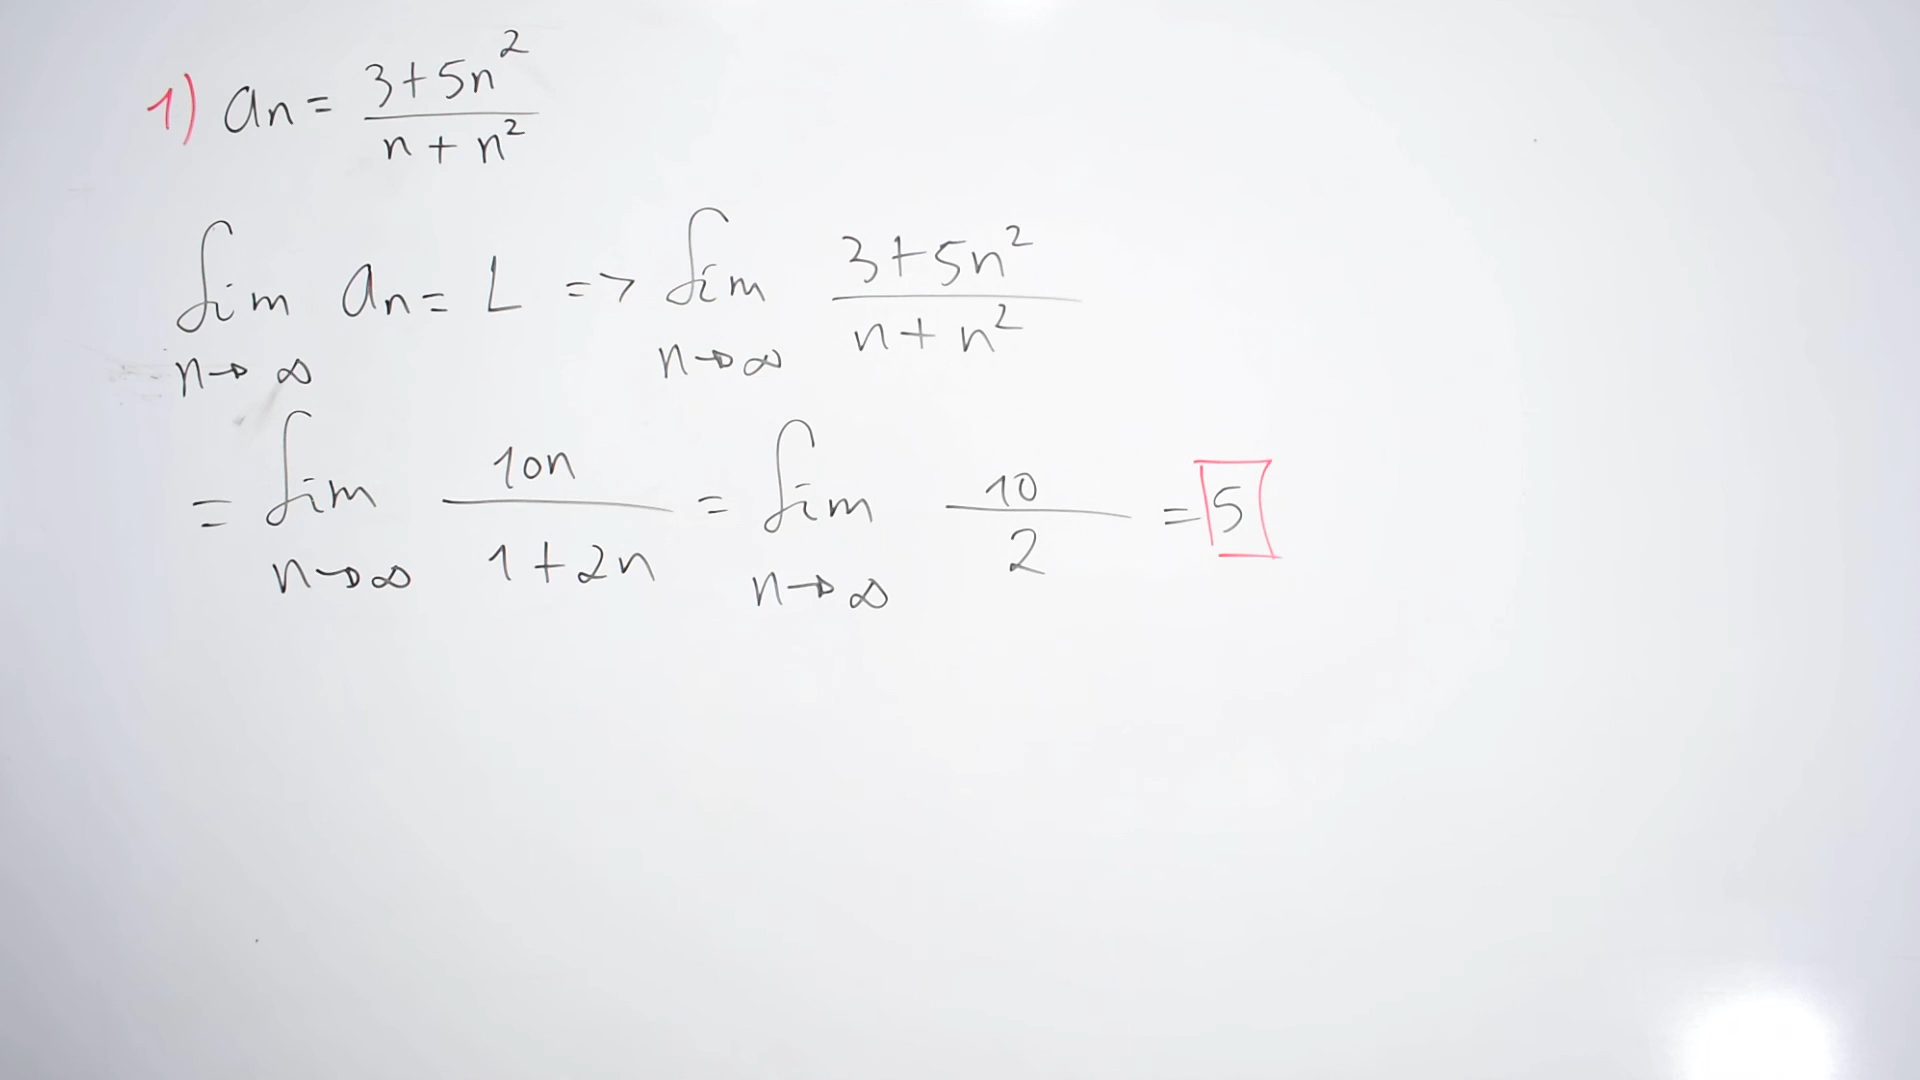 1) an = 3+5n² / n+n²
lim n→∞ an = L => lim n→∞ 3+5n² / n+n²
= lim n→∞ 10n / 1+2n = lim n→∞ 10 / 2 = 5